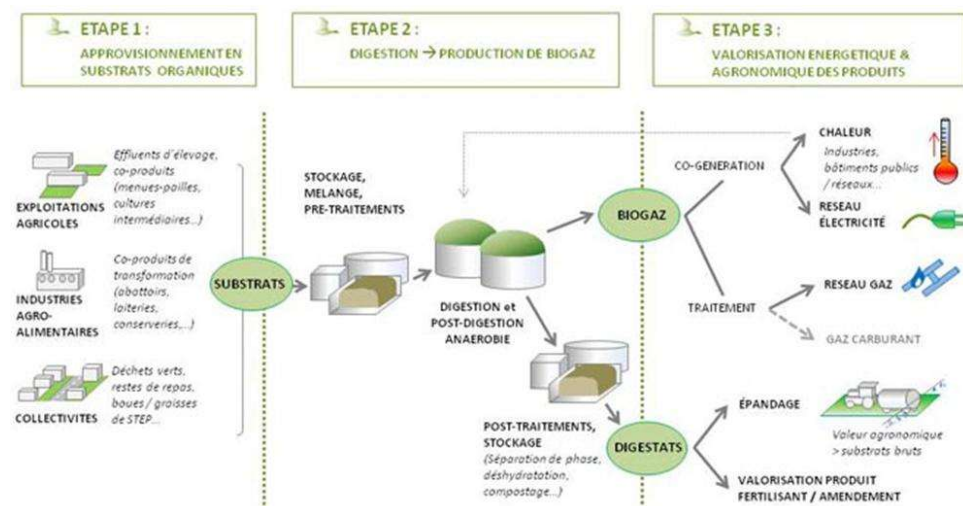 ETAPE 1 :
APPROVISIONNEMENT EN
SUBSTRATS ORGANIQUES
ETAPE 2 :
DIGESTION → PRODUCTION DE BIOGAZ
ETAPE 3 :
VALORISATION ENERGETIQUE &
AGRONOMIQUE DES PRODUITS
Effluents d'élevage,
co-produits
(menues-pailles,
cultures
intermédiaires...)
EXPLOITATIONS
AGRICOLES
Co-produits de
transformation
(abattoirs,
laiteries,
conserveries,...)
INDUSTRIES
AGRO-
ALIMENTAIRES
Déchets verts,
restes de repas,
boues / graisses
de STEP...
COLLECTIVITES
SUBSTRATS
STOCKAGE,
MELANGE,
PRE-TRAITEMENTS
DIGESTION et
POST-DIGESTION
ANAEROBIE
POST-TRAITEMENTS,
STOCKAGE
(Séparation de phase,
déshydratation,
compostage...)
BIOGAZ
DIGESTATS
CO-GENERATION
CHALEUR
Industries,
bâtiments publics
/ réseaux...
RESEAU
ÉLECTRICITÉ
TRAITEMENT
RESEAU GAZ
GAZ CARBURANT
ÉPANDAGE
Valeur agronomique
> substrats bruts
VALORISATION PRODUIT
FERTILISANT / AMENDEMENT